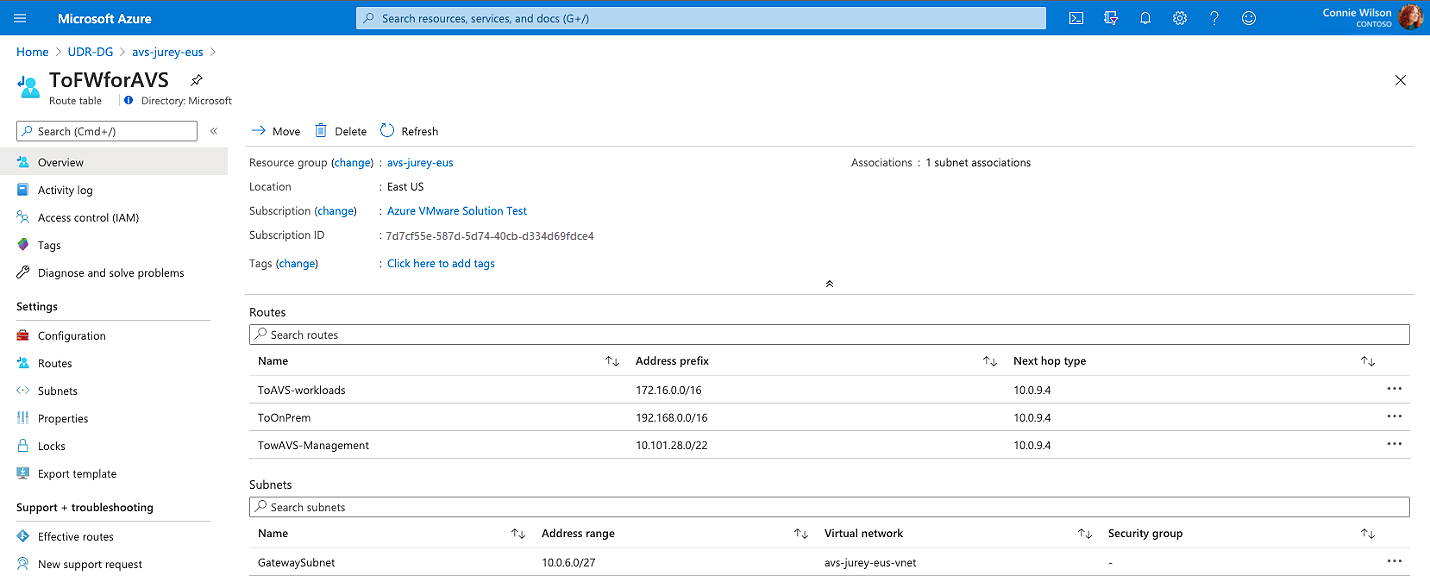 Microsoft Azure
Search resources, services, and docs (G+/)
Connie Wilson
CONTOSO
Home > UDR-DG > avs-jurey-eus >
ToFWforAVS
Route table
Directory: Microsoft
Search (Cmd+/)
«
Overview
Activity log
Access control (IAM)
Tags
Diagnose and solve problems
Settings
Configuration
Routes
Subnets
Properties
Locks
Export template
Support + troubleshooting
Effective routes
New support request
Move Delete Refresh
Resource group (change) : avs-jurey-eus
Associations : 1 subnet associations
Location : East US
Subscription (change) : Azure VMware Solution Test
Subscription ID : 7d7cf55e-587d-5d74-40cb-d334d69fdce4
Tags (change) : Click here to add tags
Routes
Search routes
Name Address prefix Next hop type
ToAVS-workloads 172.16.0.0/16 10.0.9.4
ToOnPrem 192.168.0.0/16 10.0.9.4
TowAVS-Management 10.101.28.0/22 10.0.9.4
Subnets
Search subnets
Name Address range Virtual network Security group
GatewaySubnet 10.0.6.0/27 avs-jurey-eus-vnet -